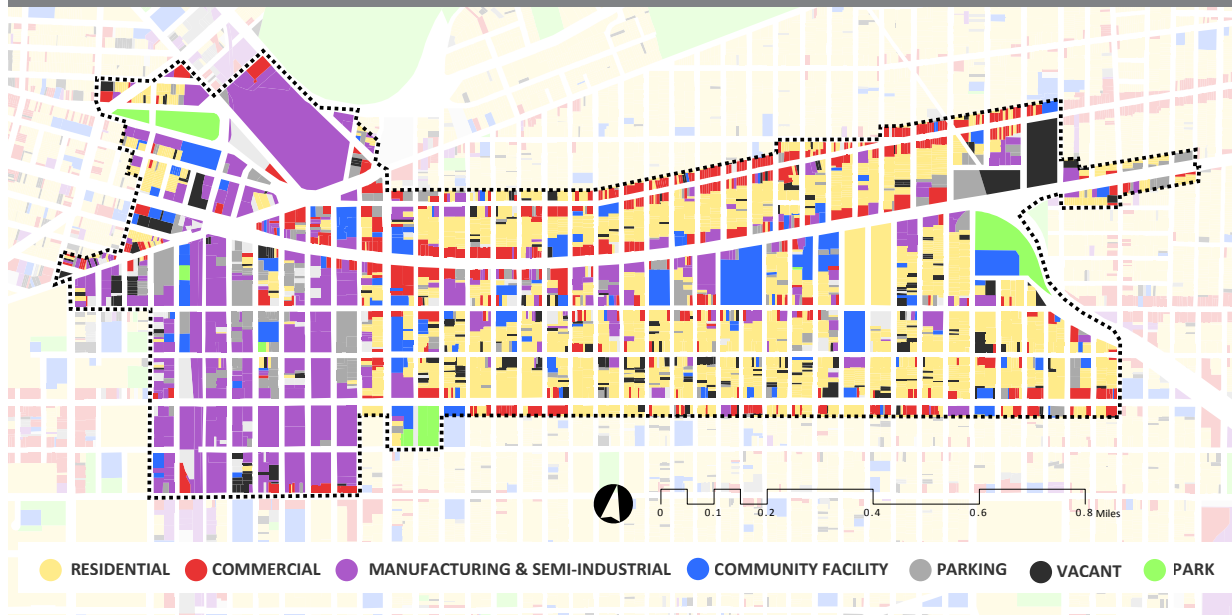 0 0.1 0.2 0.4 0.6 0.8 Miles
RESIDENTIAL COMMERCIAL MANUFACTURING & SEMI-INDUSTRIAL COMMUNITY FACILITY PARKING VACANT PARK